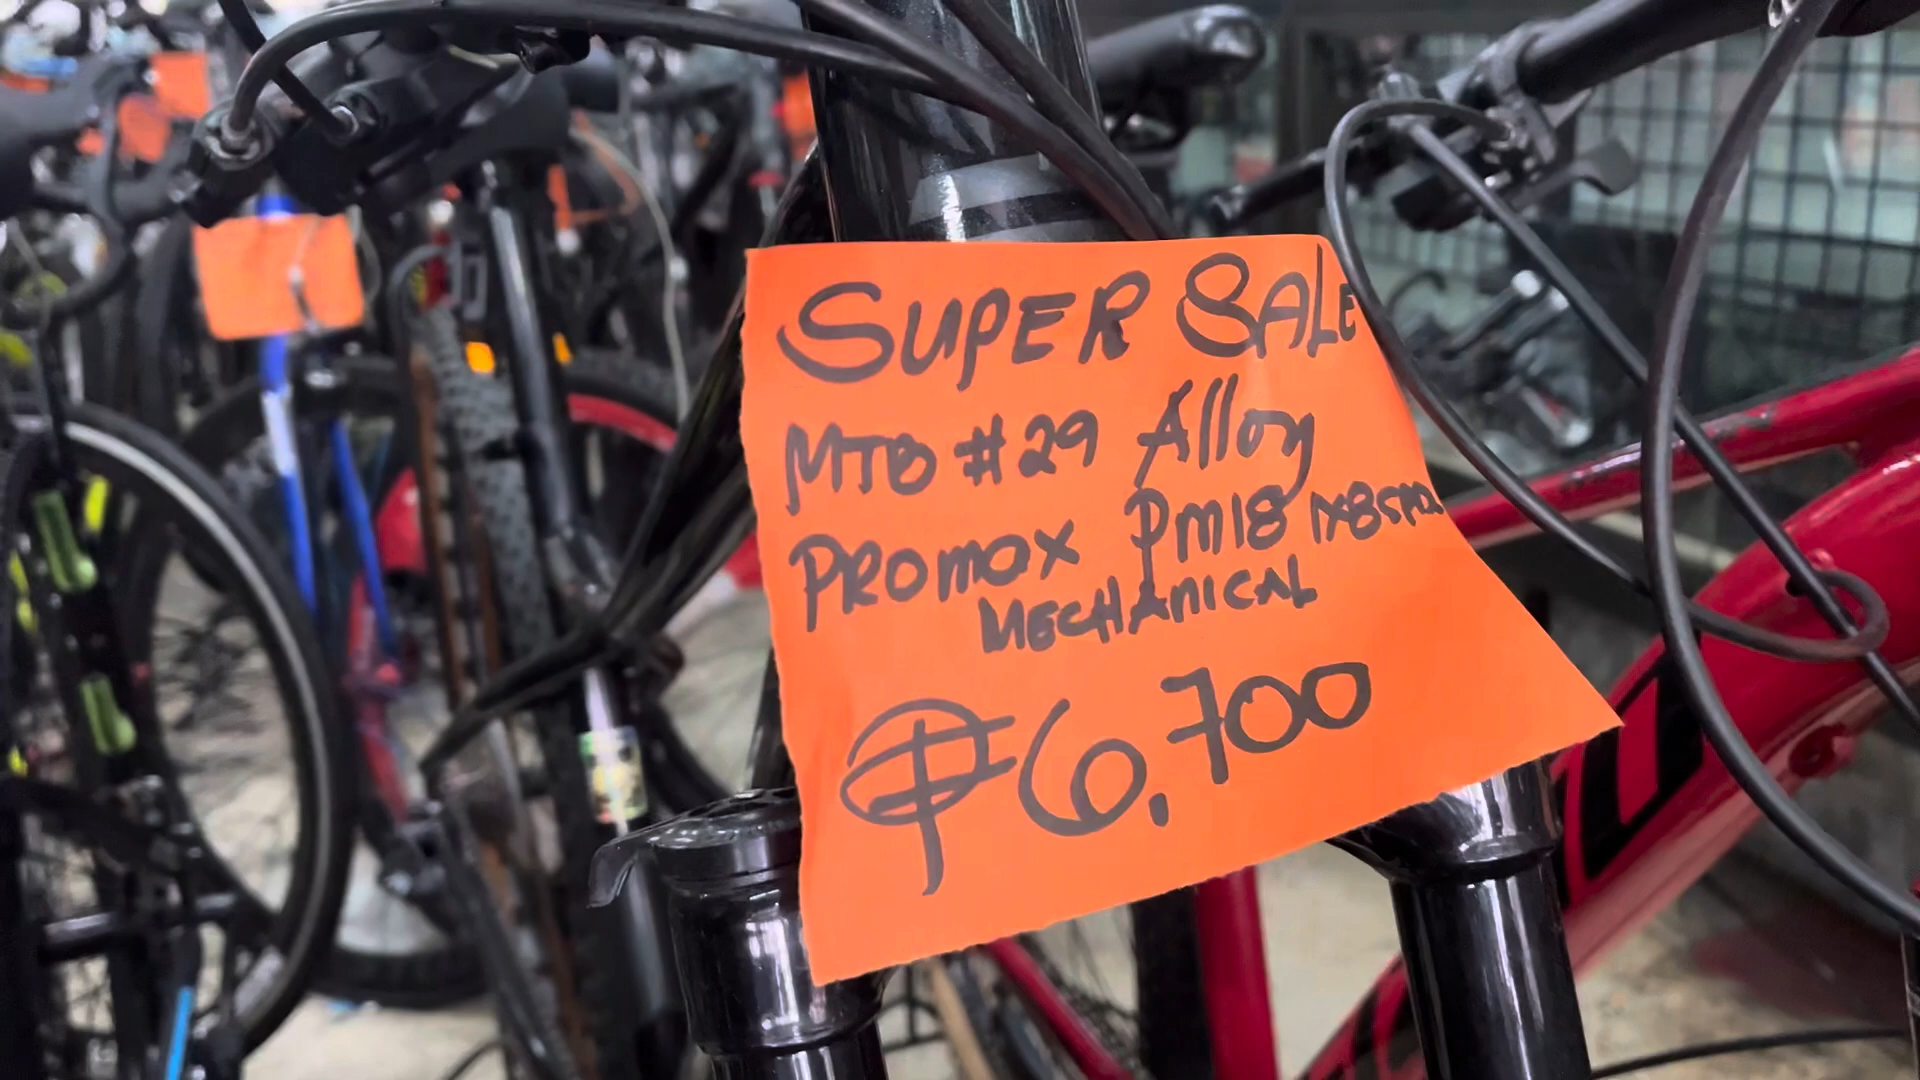 SUPER SALE
MTB #29 Alloy
PROMOX PM18 1X8SPD
MECHANICAL
₱6,700